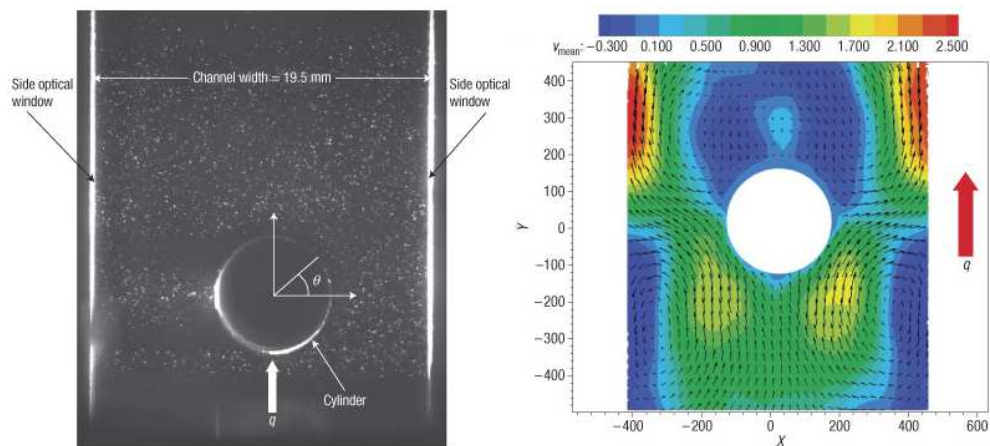 Side optical
window
Channel width = 19.5 mm
Side optical
window
θ
Cylinder
q
v_mean: -0.300 0.100 0.500 0.900 1.300 1.700 2.100 2.500
400
300
200
100
0
-100
-200
-300
-400
Y
-400 -200 0 200 400 600
X
q